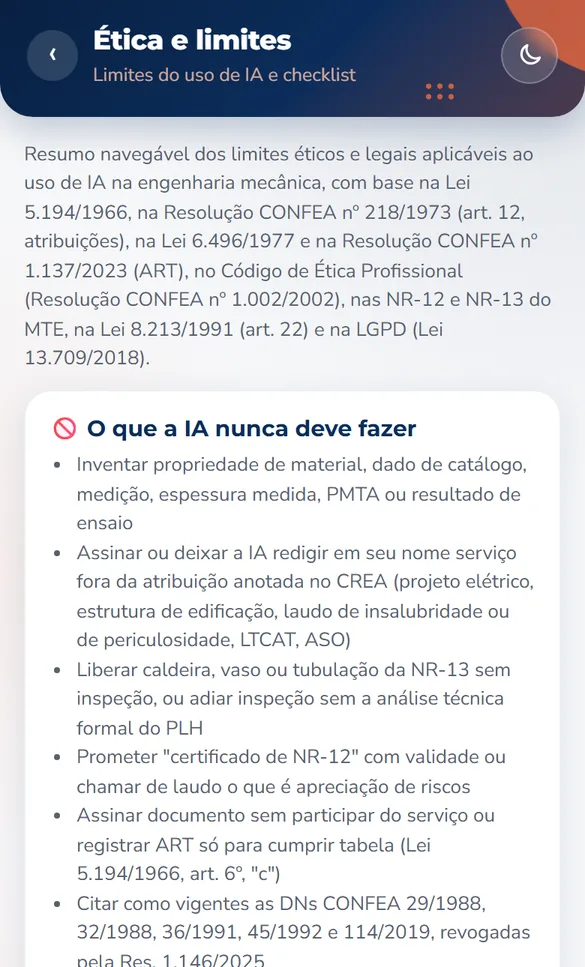 Ética e limites
Limites do uso de IA e checklist
Resumo navegável dos limites éticos e legais aplicáveis ao
uso de IA na engenharia mecânica, com base na Lei
5.194/1966, na Resolução CONFEA nº 218/1973 (art. 12,
atribuições), na Lei 6.496/1977 e na Resolução CONFEA nº
1.137/2023 (ART), no Código de Ética Profissional
(Resolução CONFEA nº 1.002/2002), nas NR-12 e NR-13 do
MTE, na Lei 8.213/1991 (art. 22) e na LGPD (Lei
13.709/2018).
O que a IA nunca deve fazer
• Inventar propriedade de material, dado de catálogo,
medição, espessura medida, PMTA ou resultado de
ensaio
• Assinar ou deixar a IA redigir em seu nome serviço
fora da atribuição anotada no CREA (projeto elétrico,
estrutura de edificação, laudo de insalubridade ou
de periculosidade, LTCAT, ASO)
• Liberar caldeira, vaso ou tubulação da NR-13 sem
inspeção, ou adiar inspeção sem a análise técnica
formal do PLH
• Prometer "certificado de NR-12" com validade ou
chamar de laudo o que é apreciação de riscos
• Assinar documento sem participar do serviço ou
registrar ART só para cumprir tabela (Lei
5.194/1966, art. 6º, "c")
• Citar como vigentes as DNs CONFEA 29/1988,
32/1988, 36/1991, 45/1992 e 114/2019, revogadas
pela Res. 1.146/2025